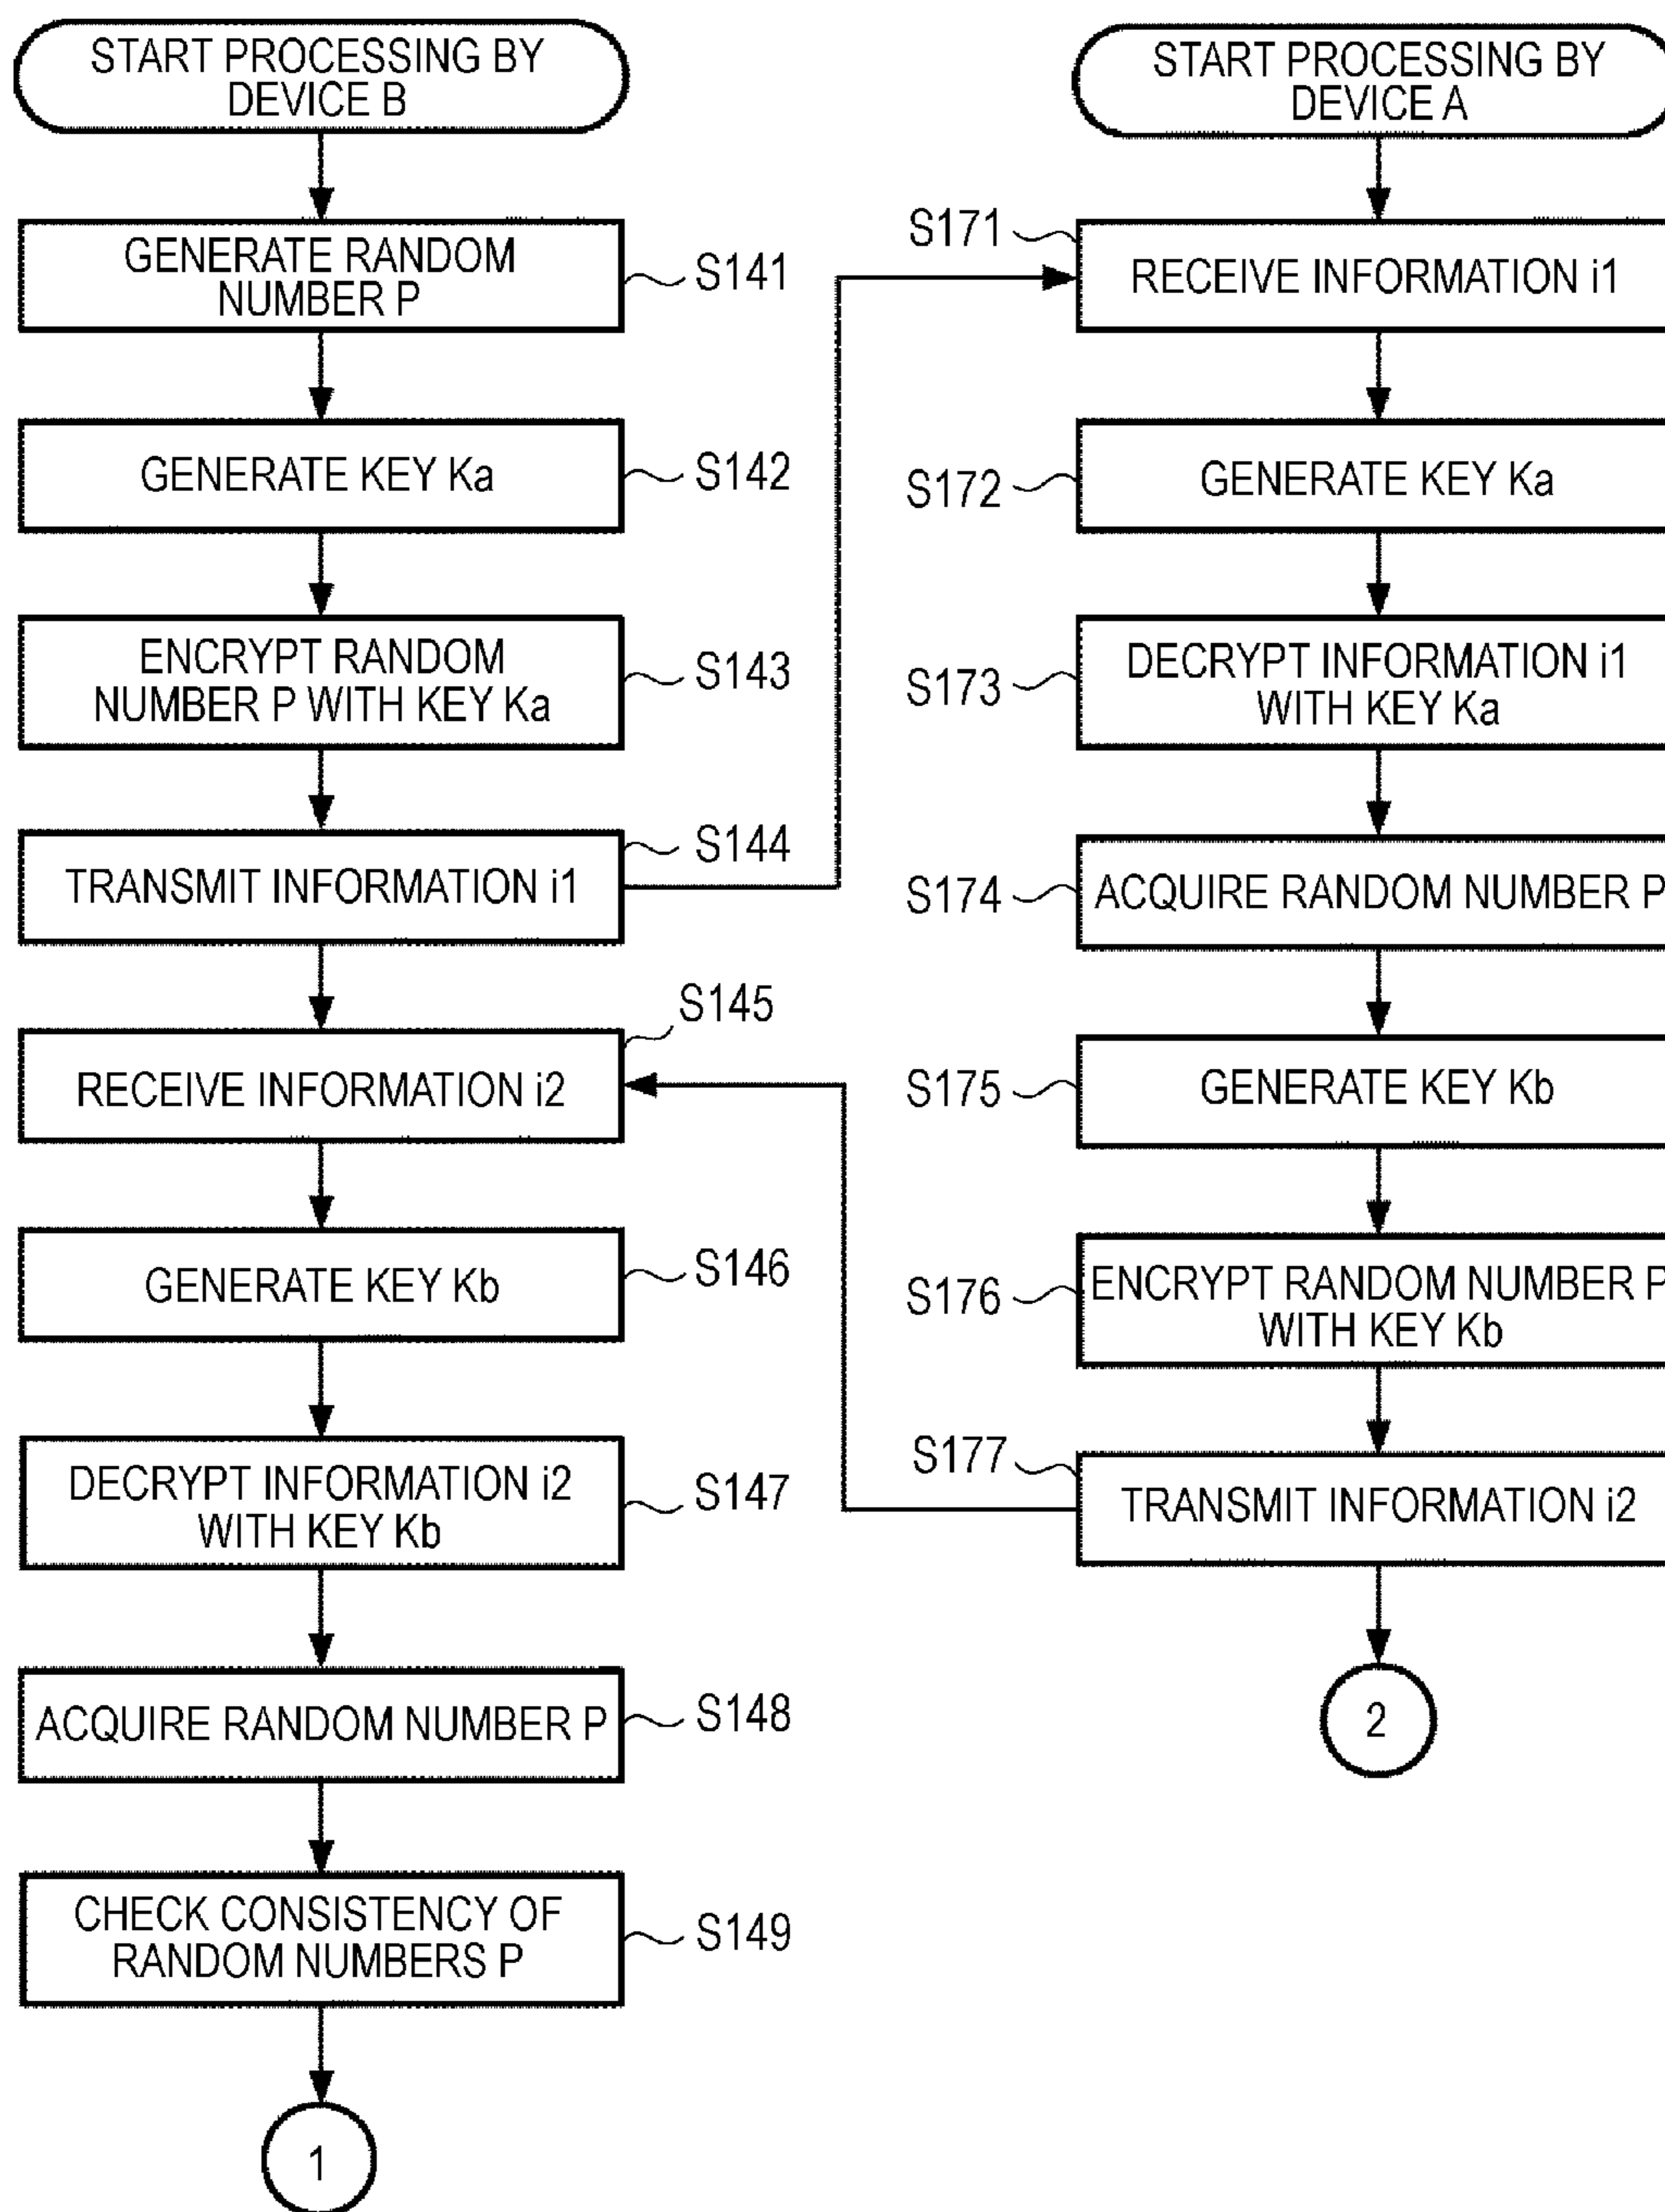 START PROCESSING BY
DEVICE B
GENERATE RANDOM
NUMBER P
S141
GENERATE KEY Ka
S142
ENCRYPT RANDOM
NUMBER P WITH KEY Ka
S143
TRANSMIT INFORMATION i1
S144
RECEIVE INFORMATION i2
S145
GENERATE KEY Kb
S146
DECRYPT INFORMATION i2
WITH KEY Kb
S147
ACQUIRE RANDOM NUMBER P
S148
CHECK CONSISTENCY OF
RANDOM NUMBERS P
S149
1
START PROCESSING BY
DEVICE A
S171
RECEIVE INFORMATION i1
S172
GENERATE KEY Ka
S173
DECRYPT INFORMATION i1
WITH KEY Ka
S174
ACQUIRE RANDOM NUMBER P
S175
GENERATE KEY Kb
S176
ENCRYPT RANDOM NUMBER P
WITH KEY Kb
S177
TRANSMIT INFORMATION i2
2